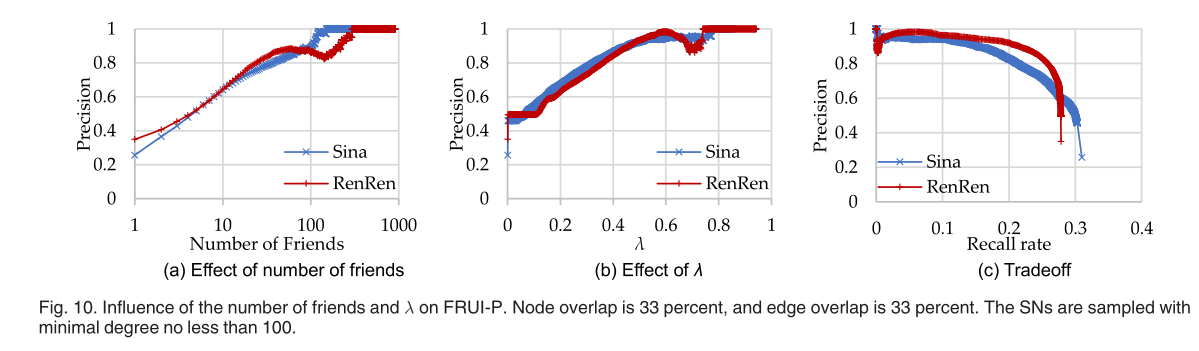 1
0.8
0.6
0.4
0.2
0
Precision
Sina
RenRen
1 10 100 1000
Number of Friends
(a) Effect of number of friends
1
0.8
0.6
0.4
0.2
0
Precision
Sina
RenRen
0 0.2 0.4 0.6 0.8 1
λ
(b) Effect of λ
1
0.8
0.6
0.4
0.2
0
Precision
Sina
RenRen
0 0.1 0.2 0.3 0.4
Recall rate
(c) Tradeoff
Fig. 10. Influence of the number of friends and λ on FRUI-P. Node overlap is 33 percent, and edge overlap is 33 percent. The SNs are sampled with
minimal degree no less than 100.